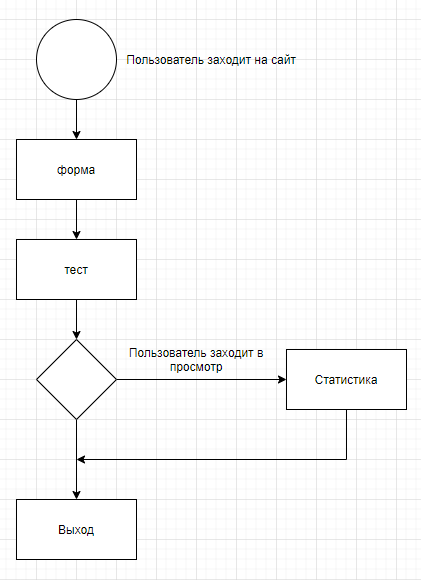 Пользователь заходит на сайт
форма
тест
Пользователь заходит в
просмотр
Статистика
Выход